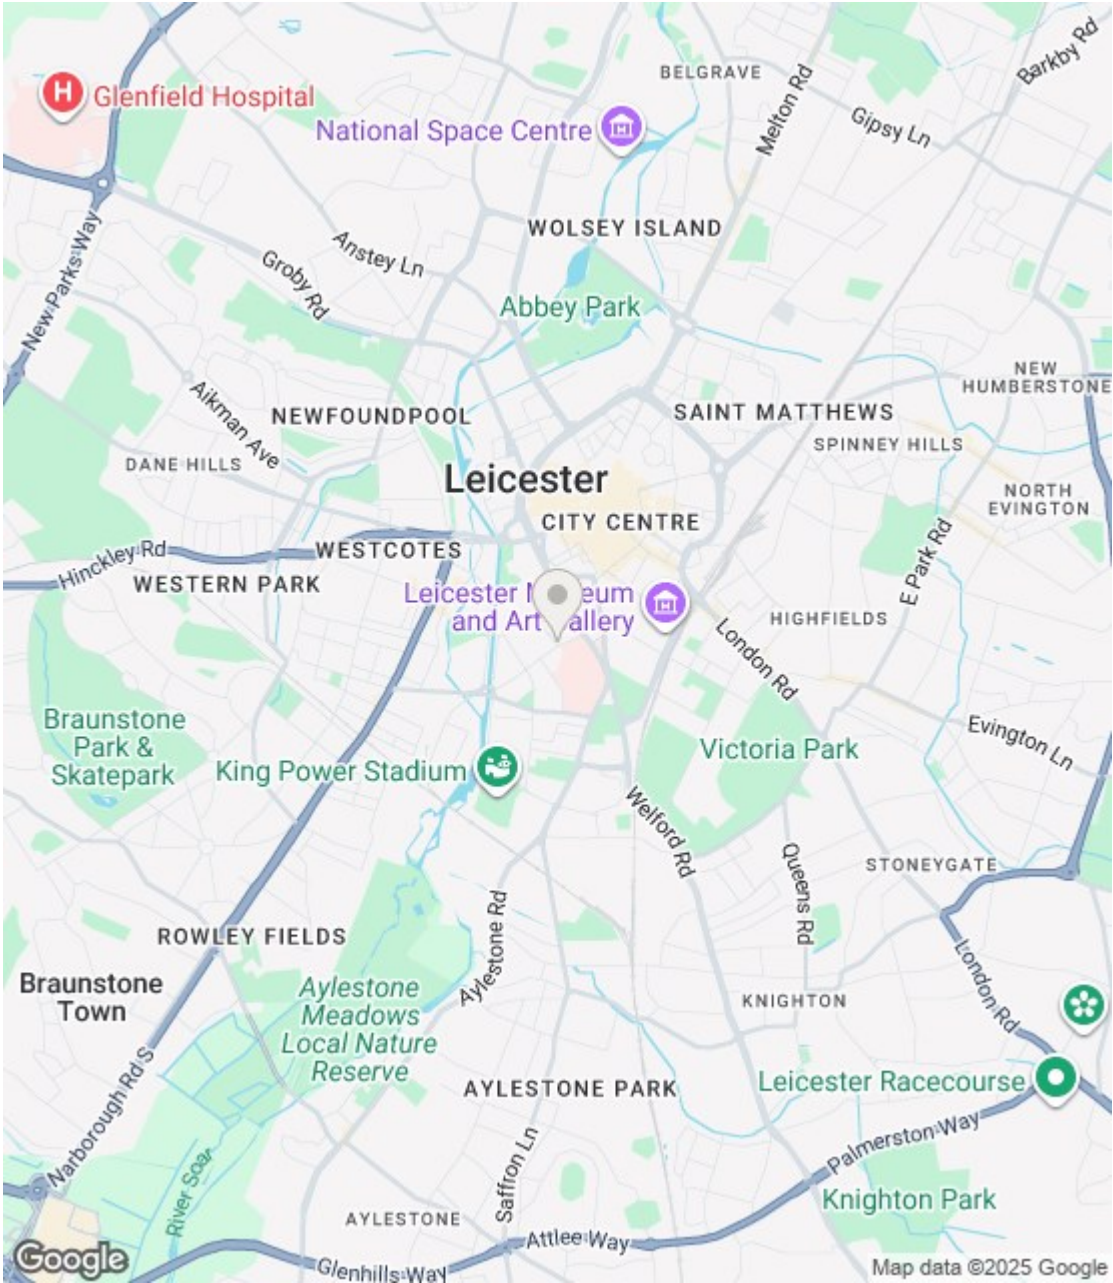 BELGRAVE
Barkby Rd
Glenfield Hospital
H
National Space Centre
Melton Rd
Gipsy Ln
WOLSEY ISLAND
Anstey Ln
Groby Rd
New Parks Way
Abbey Park
NEW
HUMBERSTONE
Aikman Ave
NEWFOUNDPOOL
SAINT MATTHEWS
SPINNEY HILLS
DANE HILLS
Leicester
NORTH
EVINGTON
CITY CENTRE
E Park Rd
Hinckley Rd
WESTCOTES
WESTERN PARK
Leicester M eum
and Art allery
HIGHFIELDS
London Rd
Braunstone
Park &
Skatepark
Evington Ln
Victoria Park
King Power Stadium
Welford Rd
Queens Rd
STONEYGATE
Aylestone Rd
ROWLEY FIELDS
Braunstone
Town
London Rd
Aylestone
Meadows
Local Nature
Reserve
KNIGHTON
AYLESTONE PARK
Leicester Racecourse
Narborough Rd S
Palmerston Way
River Soar
Saffron Ln
Knighton Park
AYLESTONE
Attlee Way
Glenhills Way
Google
Map data ©2025 Google